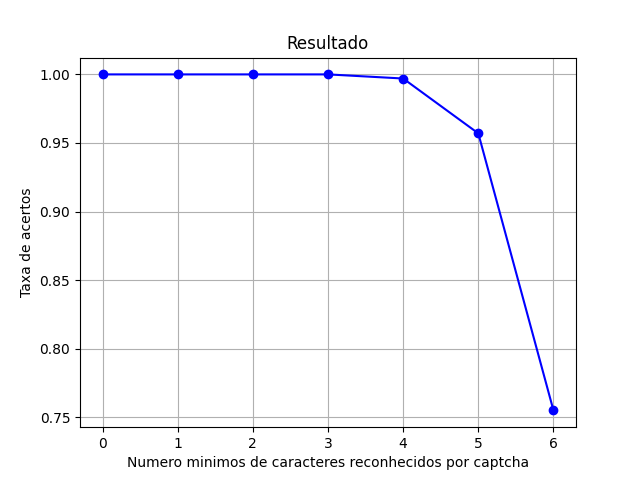 Resultado
1.00
0.95
0.90
0.85
0.80
0.75
Taxa de acertos
0 1 2 3 4 5 6
Numero minimos de caracteres reconhecidos por captcha